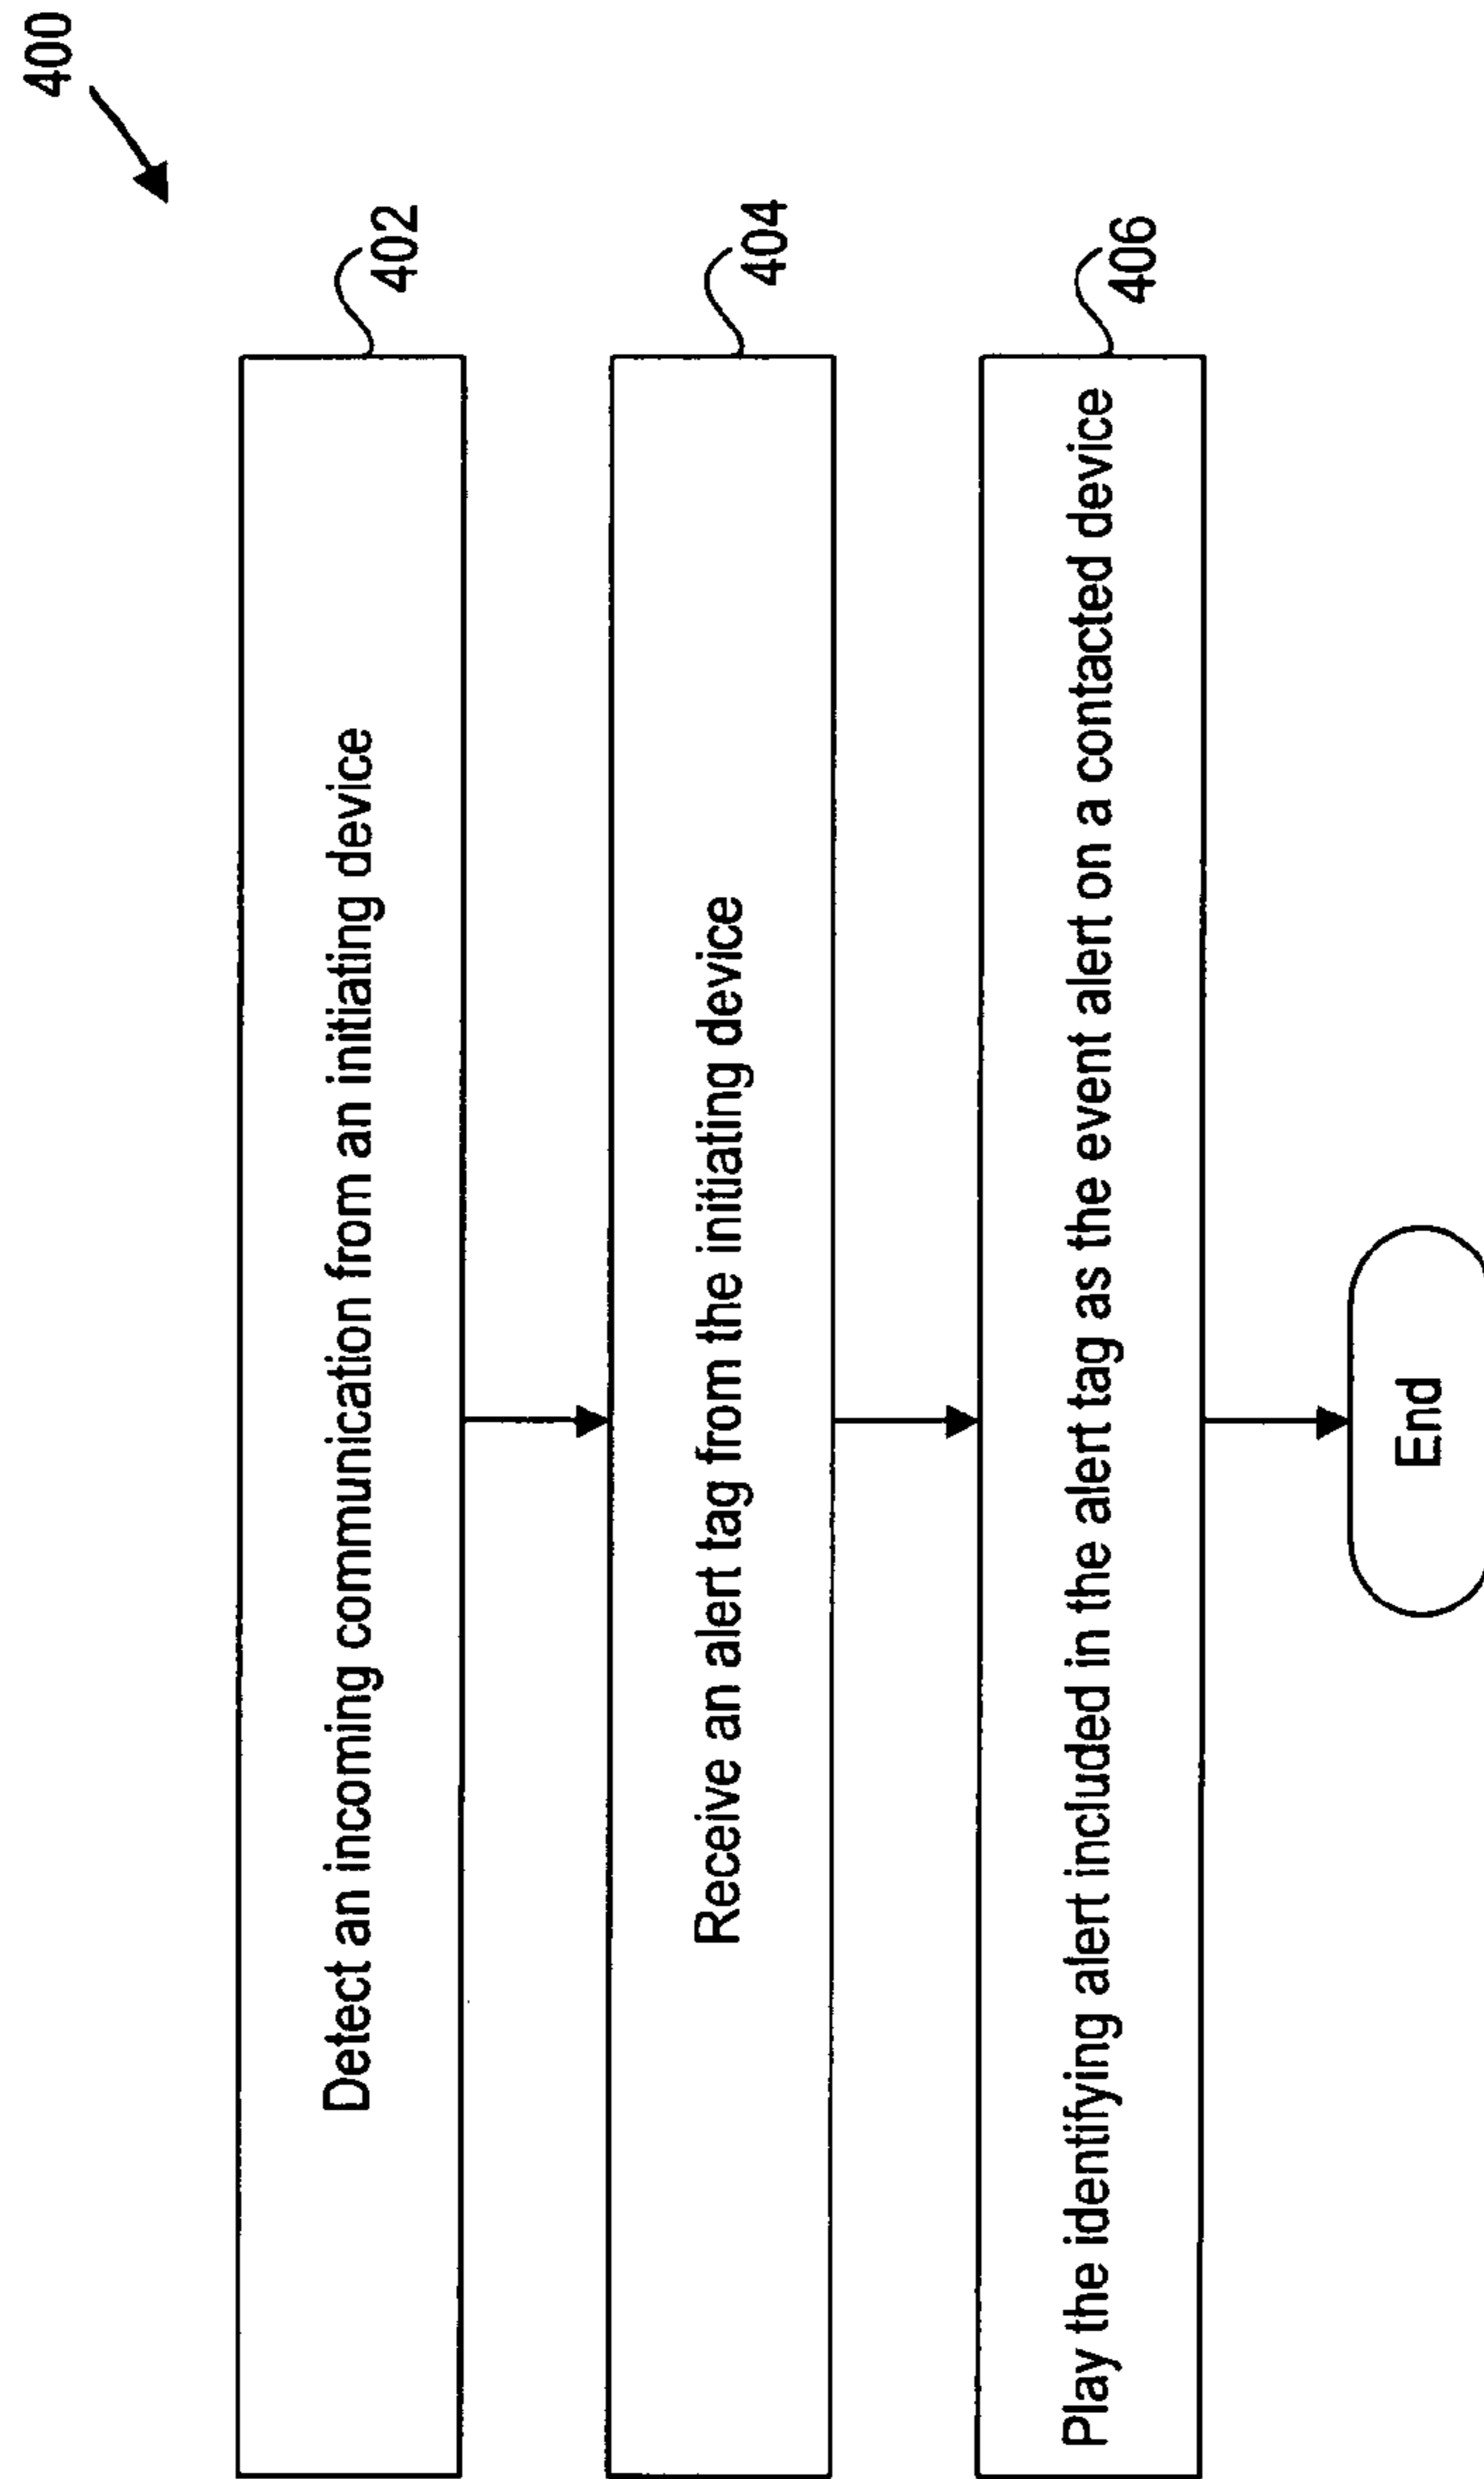 400
Detect an incoming communication from an initiating device
402
Receive an alert tag from the initiating device
404
Play the identifying alert included in the alert tag as the event alert on a contacted device
406
End